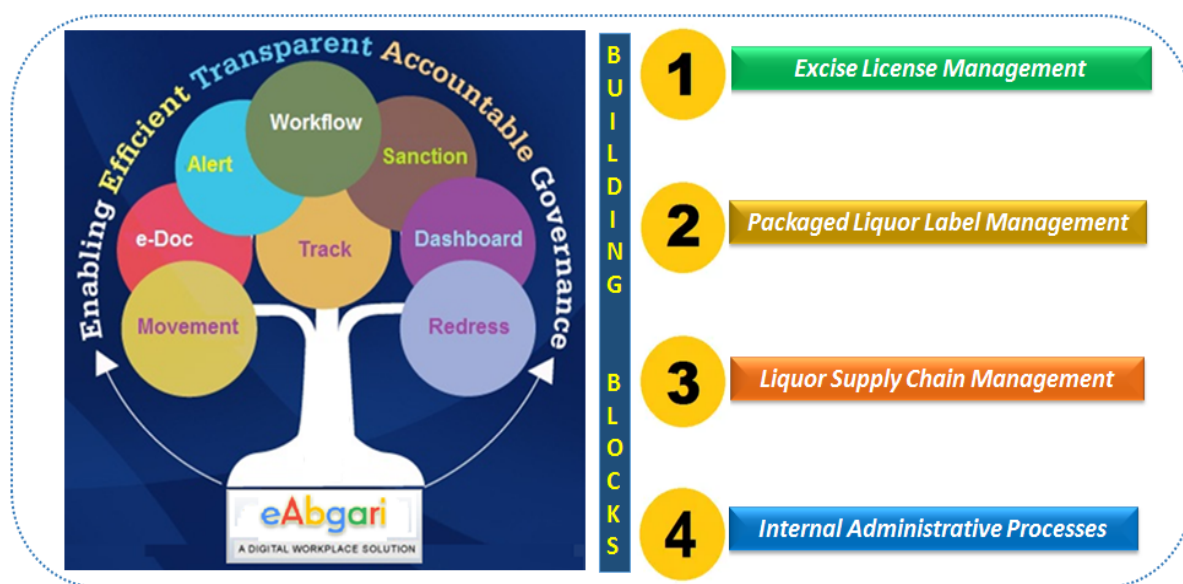 Enabling Efficient Transparent Accountable Governance
Workflow
Alert
Sanction
e-Doc
Track
Dashboard
Movement
Redress
eAbgari
A DIGITAL WORKPLACE SOLUTION
BUILDING BLOCKS
1
Excise License Management
2
Packaged Liquor Label Management
3
Liquor Supply Chain Management
4
Internal Administrative Processes